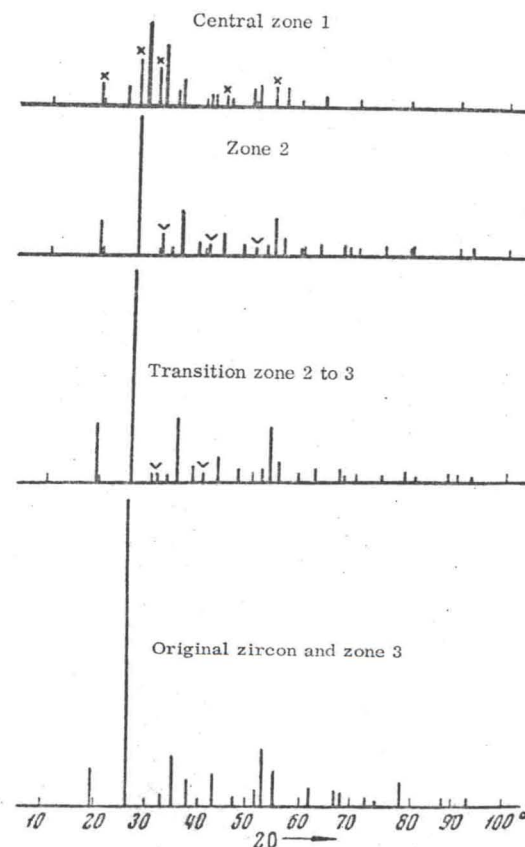 Central zone 1
× × × × ×
Zone 2
Transition zone 2 to 3
Original zircon and zone 3
10 20 30 40 50 60 70 80 90 100°
2θ